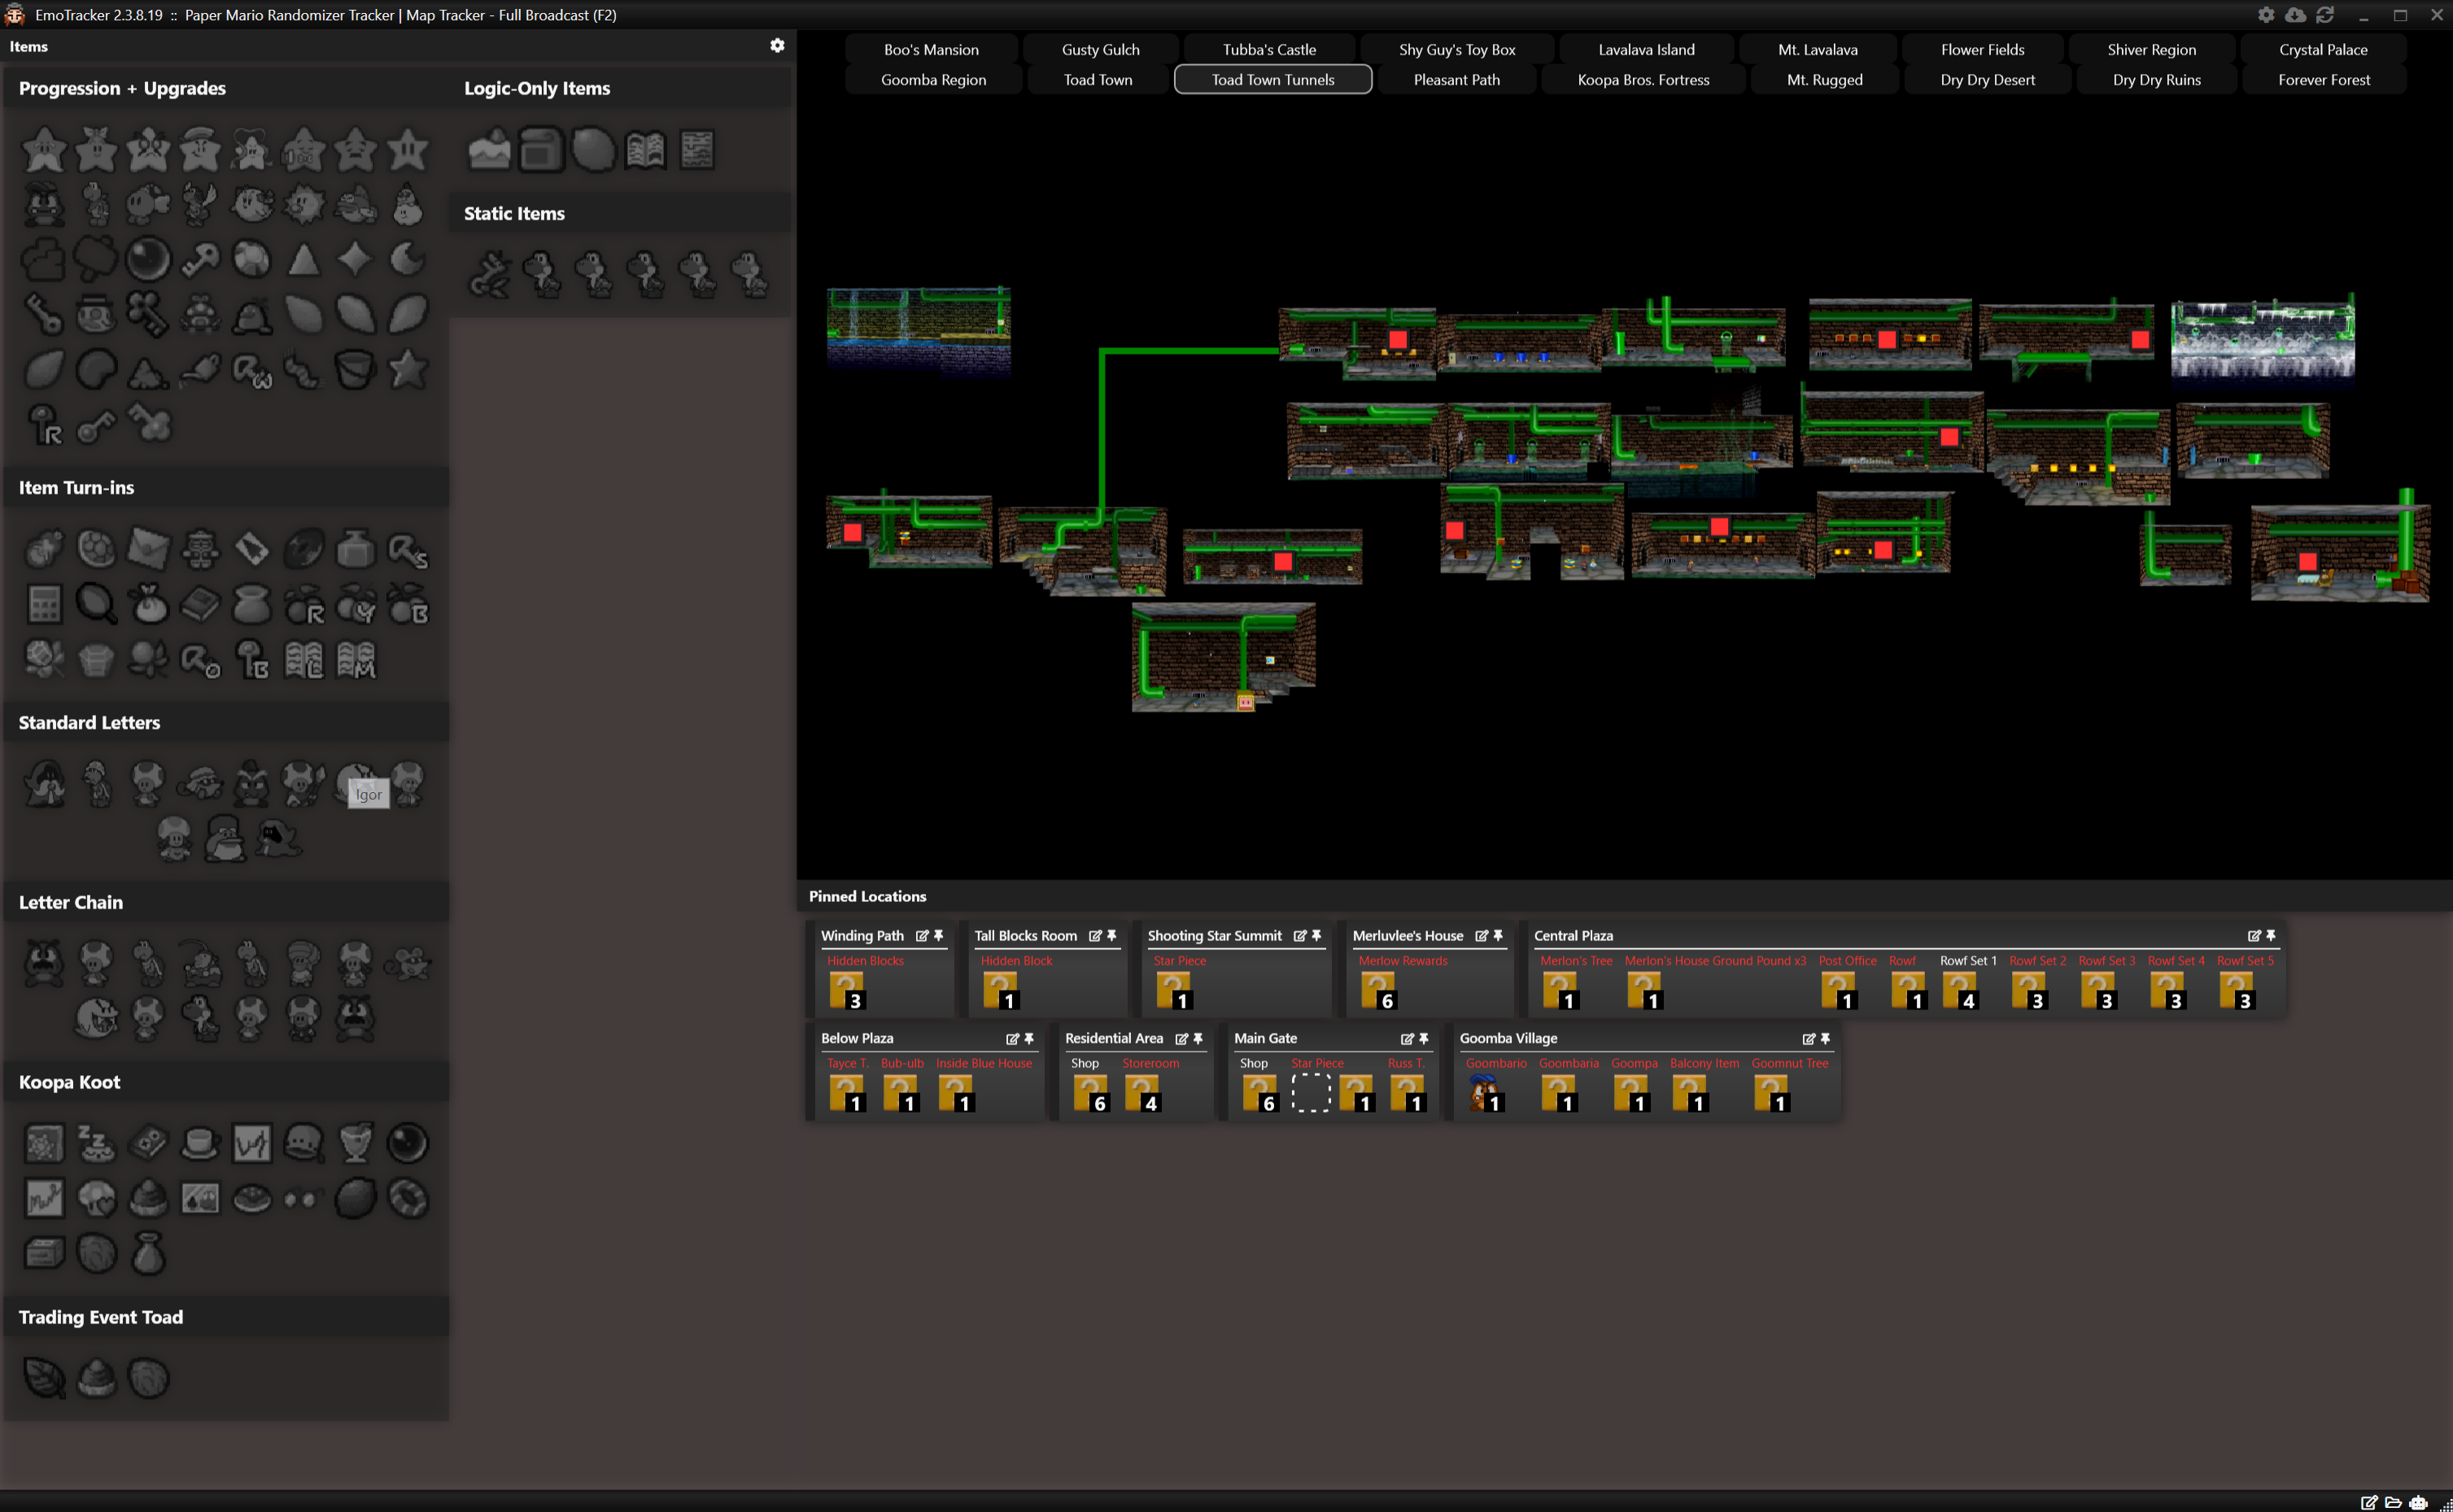 EmoTracker 2.3.8.19 :: Paper Mario Randomizer Tracker | Map Tracker - Full Broadcast (F2)
Items
Progression + Upgrades
Logic-Only Items
Static Items
Item Turn-ins
Standard Letters
Igor
Letter Chain
Koopa Koot
Trading Event Toad
Boo's Mansion Gusty Gulch Tubba's Castle Shy Guy's Toy Box Lavalava Island Mt. Lavalava Flower Fields Shiver Region Crystal Palace
Goomba Region Toad Town Toad Town Tunnels Pleasant Path Koopa Bros. Fortress Mt. Rugged Dry Dry Desert Dry Dry Ruins Forever Forest
Pinned Locations
Winding Path Tall Blocks Room Shooting Star Summit Merluvlee's House Central Plaza
Hidden Blocks Hidden Block Star Piece Merlow Rewards Merlon's Tree Merlon's House Ground Pound x3 Post Office Rowf Rowf Set 1 Rowf Set 2 Rowf Set 3 Rowf Set 4 Rowf Set 5
3 1 1 6 1 1 1 1 4 3 3 3 3
Below Plaza Residential Area Main Gate Goomba Village
Tayce T. Bub-ulb Inside Blue House Shop Storeroom Shop Star Piece Russ T. Goombario Goombaria Goompa Balcony Item Goomnut Tree
1 1 1 6 4 6 1 1 1 1 1 1 1